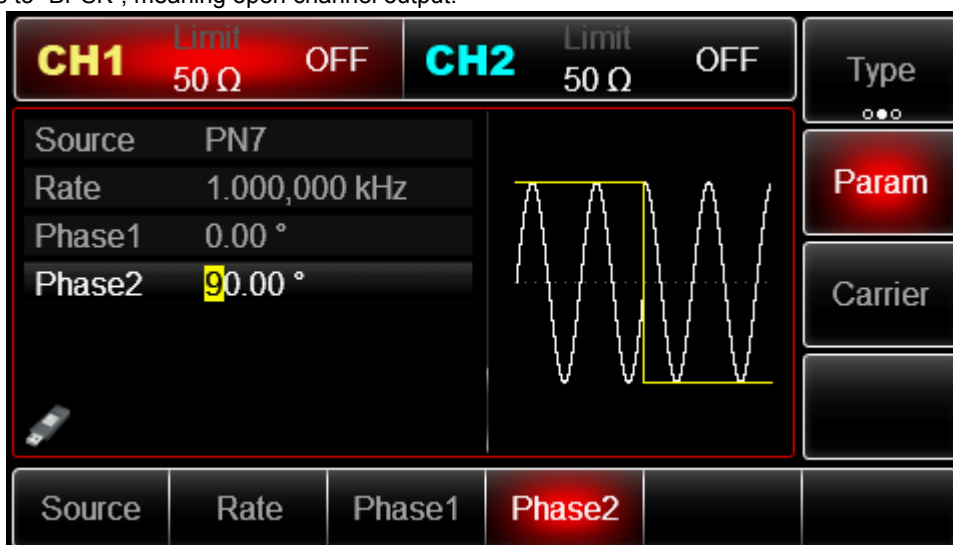 CH1 Limit 50 Ω OFF
CH2 Limit 50 Ω OFF
Type
Source PN7
Rate 1.000,000 kHz
Phase1 0.00 °
Phase2 90.00 °
Param
Carrier
Source Rate Phase1 Phase2